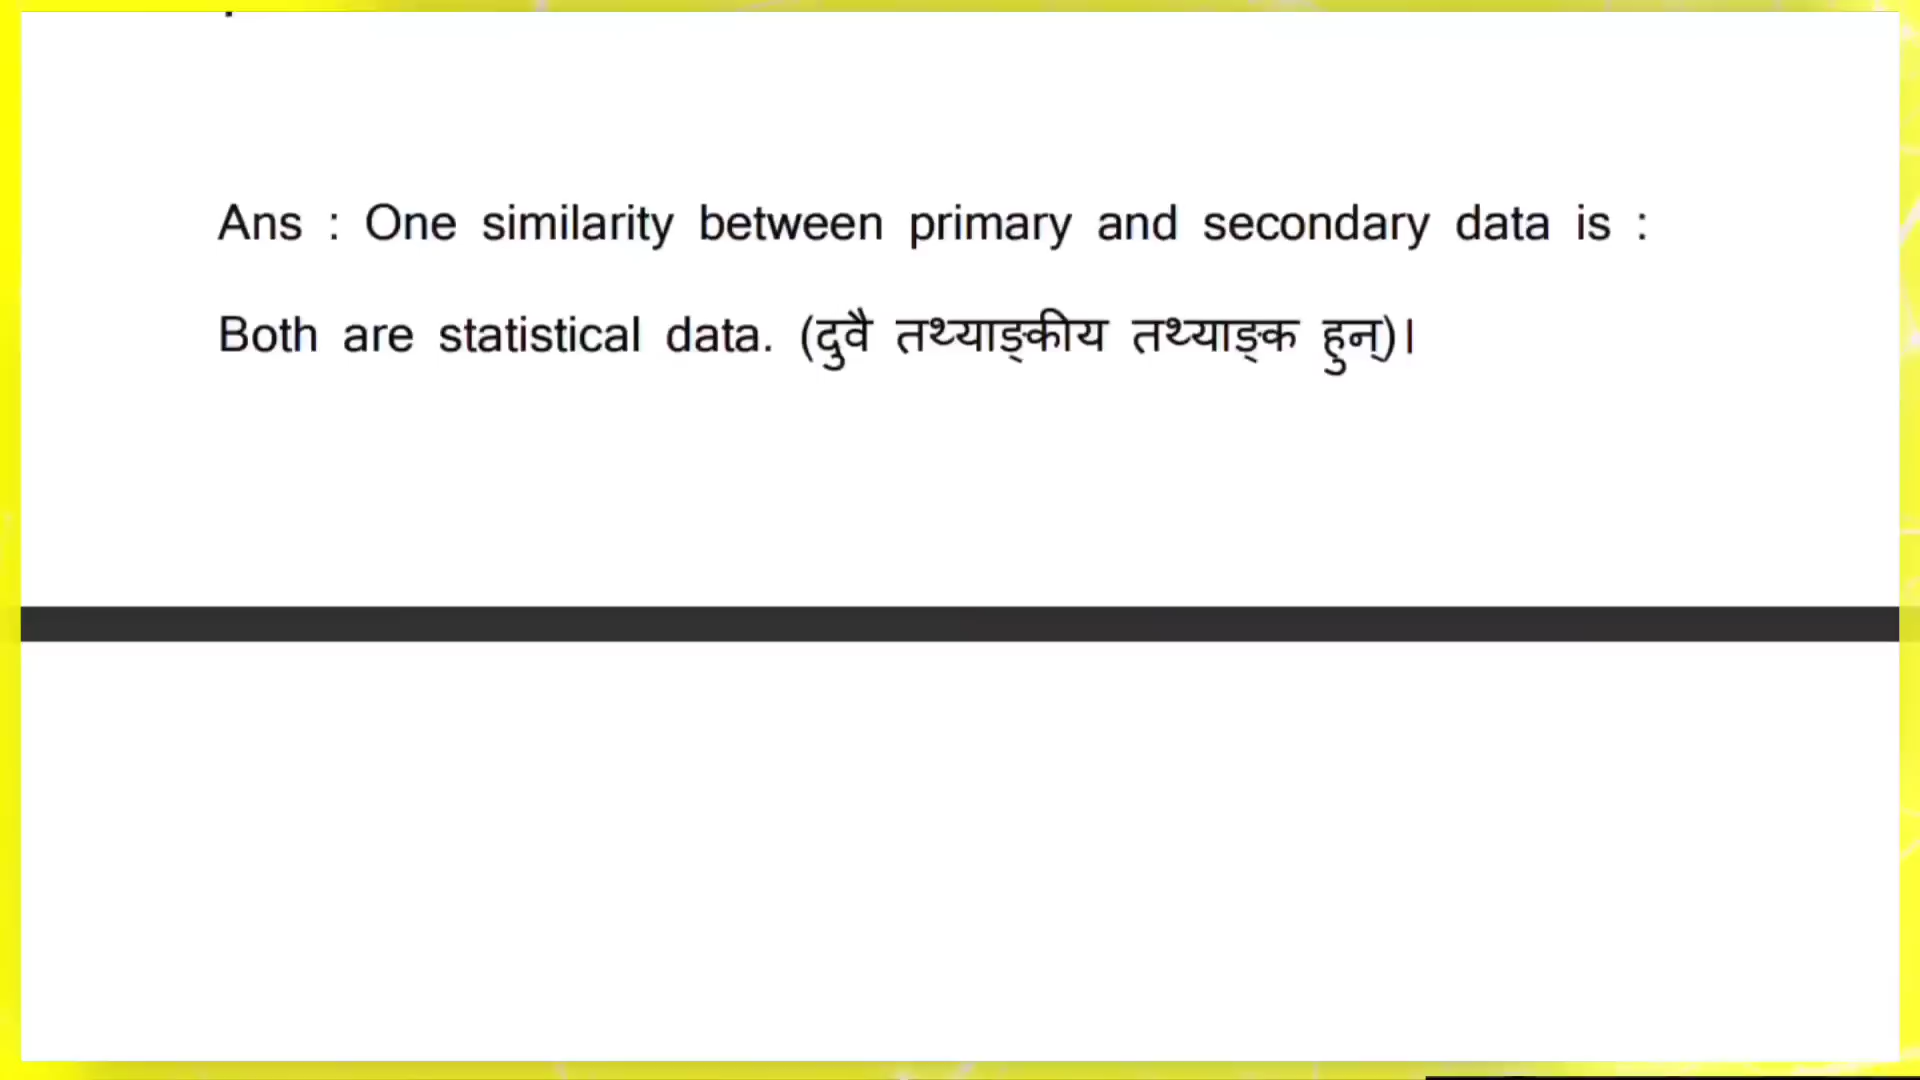 Ans : One similarity between primary and secondary data is :
Both are statistical data. (दुवै तथ्याङ्कीय तथ्याङ्क हुन्)।